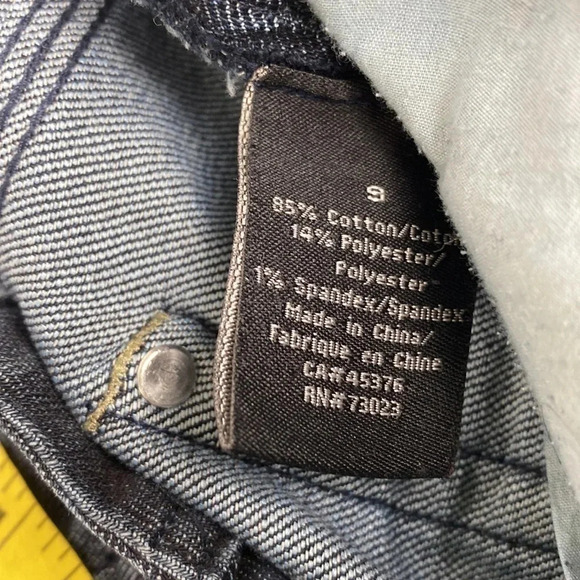 9
85% Cotton/Coton
14% Polyester/
Polyester
1% Spandex/Spandex
Made in China/
Fabrique en Chine
CA#45376
RN#73023